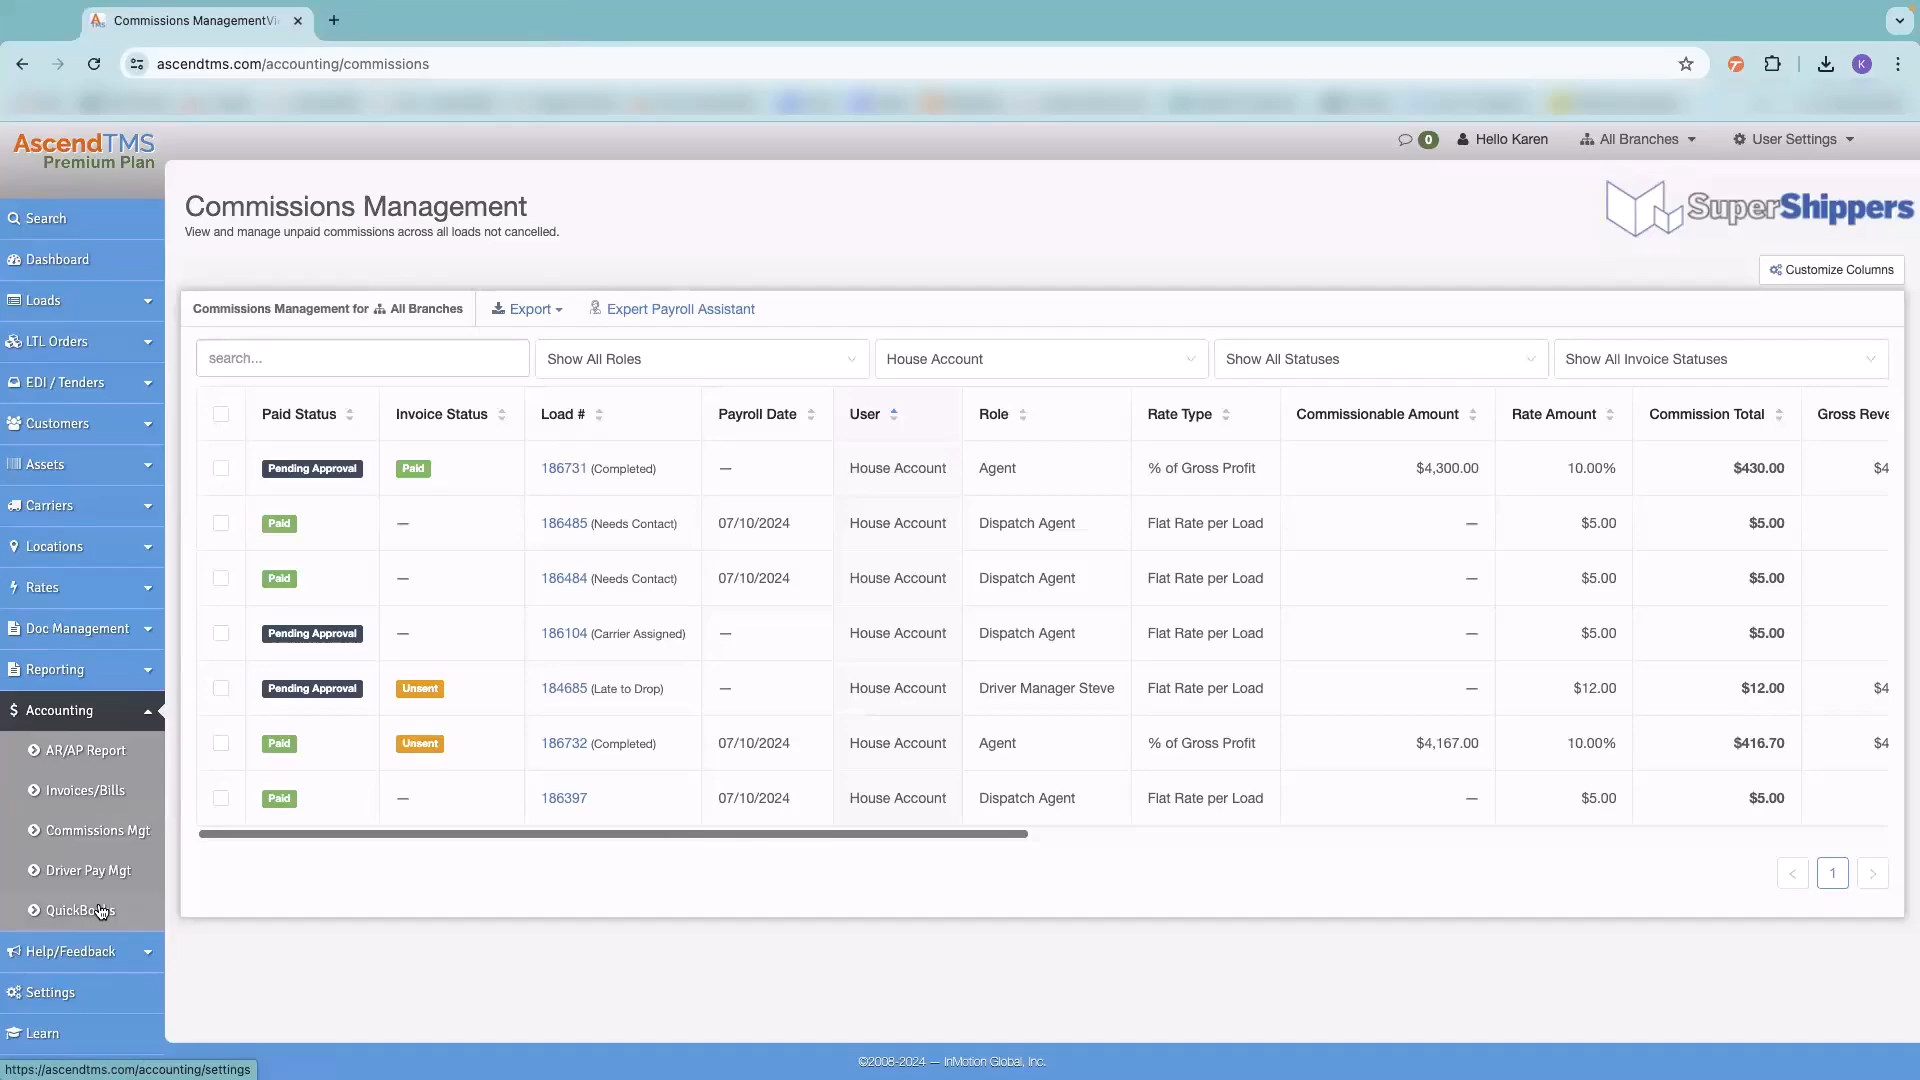 Commissions ManagementVi
ascendtms.com/accounting/commissions
K
AscendTMS
Premium Plan
0
Hello Karen
All Branches
User Settings
Search
Dashboard
Loads
LTL Orders
EDI / Tenders
Customers
Assets
Carriers
Locations
Rates
Doc Management
Reporting
$ Accounting
AR/AP Report
Invoices/Bills
Commissions Mgt
Driver Pay Mgt
QuickBooks
Help/Feedback
Settings
Learn
Commissions Management
View and manage unpaid commissions across all loads not cancelled.
SuperShippers
Customize Columns
Commissions Management for All Branches
Export
Expert Payroll Assistant
search...
Show All Roles
House Account
Show All Statuses
Show All Invoice Statuses
Paid Status Invoice Status Load # Payroll Date User Role Rate Type Commissionable Amount Rate Amount Commission Total Gross Reve
Pending Approval Paid 186731 (Completed) — House Account Agent % of Gross Profit $4,300.00 10.00% $430.00 $4
Paid — 186485 (Needs Contact) 07/10/2024 House Account Dispatch Agent Flat Rate per Load — $5.00 $5.00
Paid — 186484 (Needs Contact) 07/10/2024 House Account Dispatch Agent Flat Rate per Load — $5.00 $5.00
Pending Approval — 186104 (Carrier Assigned) — House Account Dispatch Agent Flat Rate per Load — $5.00 $5.00
Pending Approval Unsent 184685 (Late to Drop) — House Account Driver Manager Steve Flat Rate per Load — $12.00 $12.00 $4
Paid Unsent 186732 (Completed) 07/10/2024 House Account Agent % of Gross Profit $4,167.00 10.00% $416.70 $4
Paid — 186397 07/10/2024 House Account Dispatch Agent Flat Rate per Load — $5.00 $5.00
< 1 >
©2008-2024 — InMotion Global, Inc.
https://ascendtms.com/accounting/settings